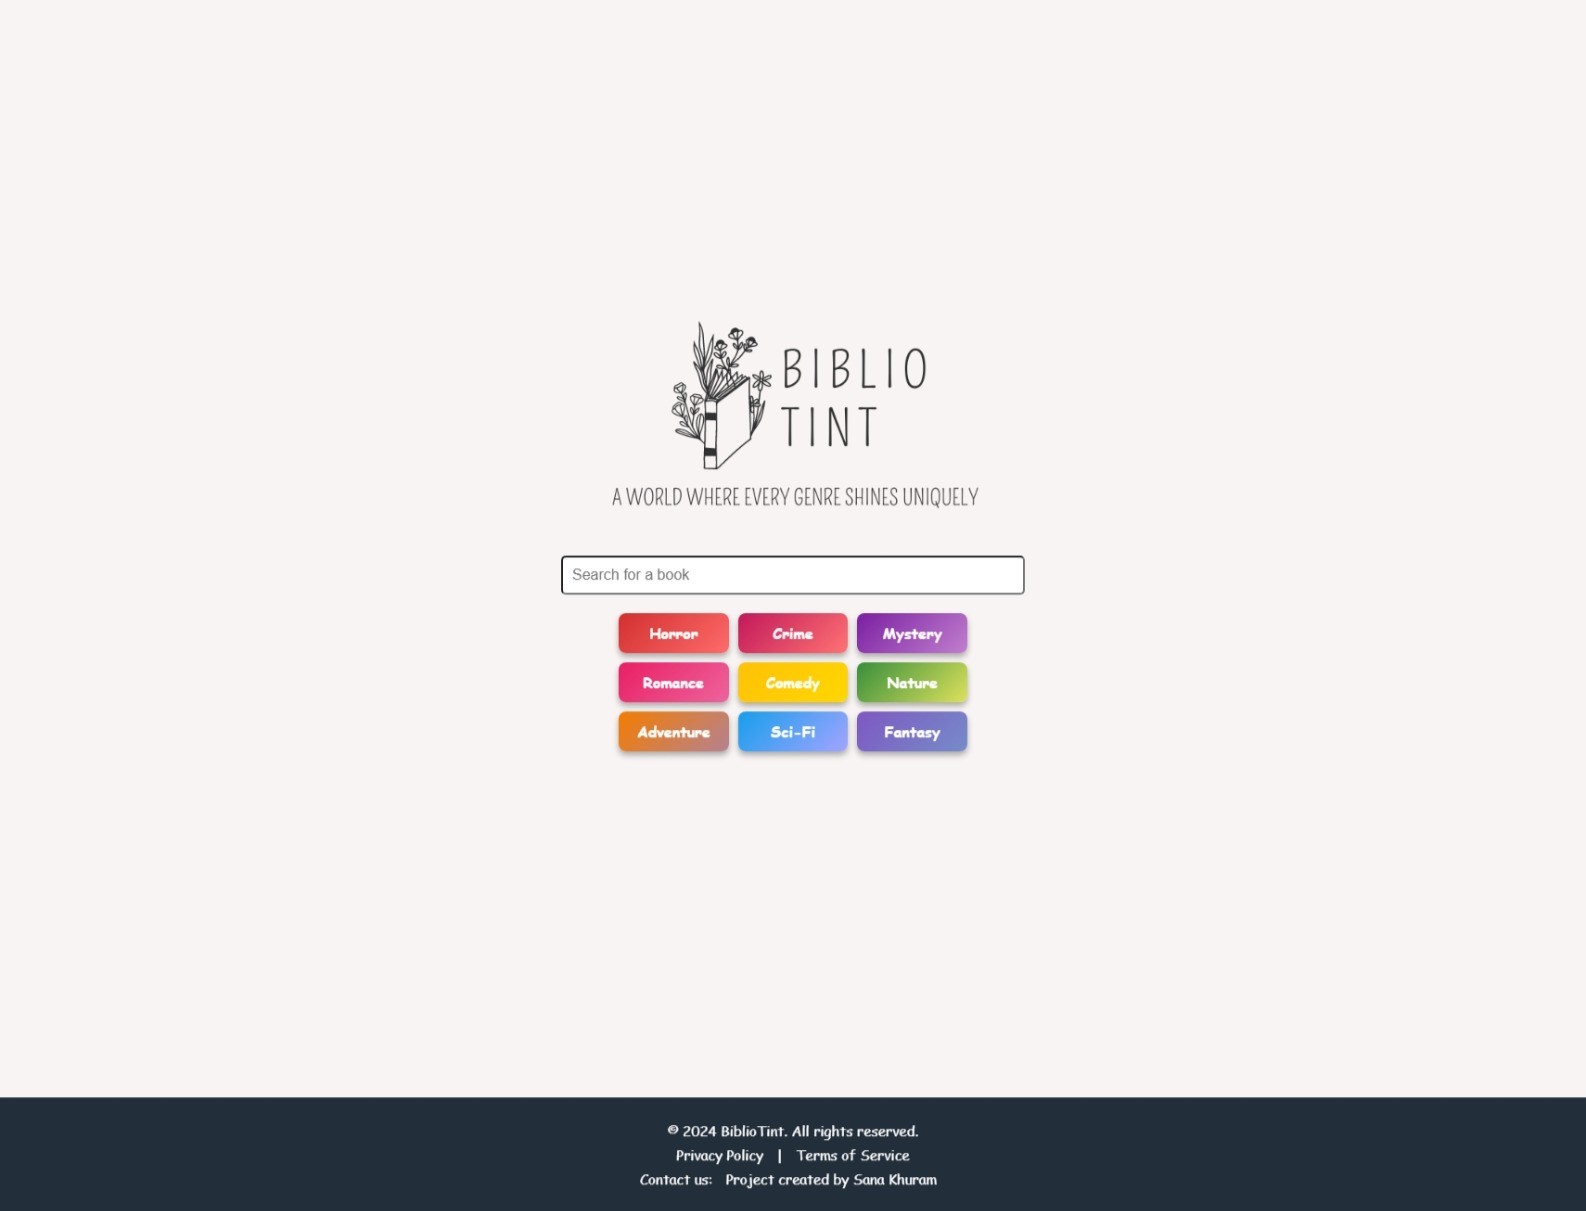 BIBLIO
TINT
A WORLD WHERE EVERY GENRE SHINES UNIQUELY
Search for a book
Horror Crime Mystery
Romance Comedy Nature
Adventure Sci-Fi Fantasy
© 2024 BiblioTint. All rights reserved.
Privacy Policy | Terms of Service
Contact us: Project created by Sana Khuram